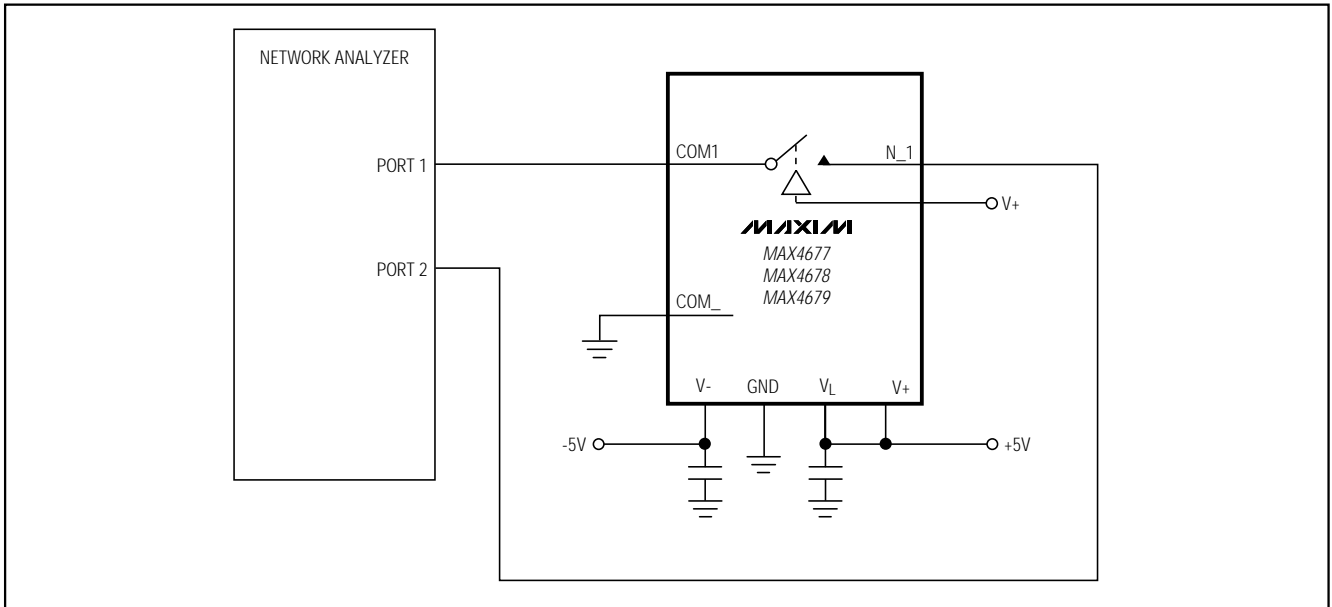 NETWORK ANALYZER
PORT 1
COM1
N_1
V+
MAXIM
MAX4677
MAX4678
MAX4679
PORT 2
COM_
V-
GND
VL
V+
-5V
+5V